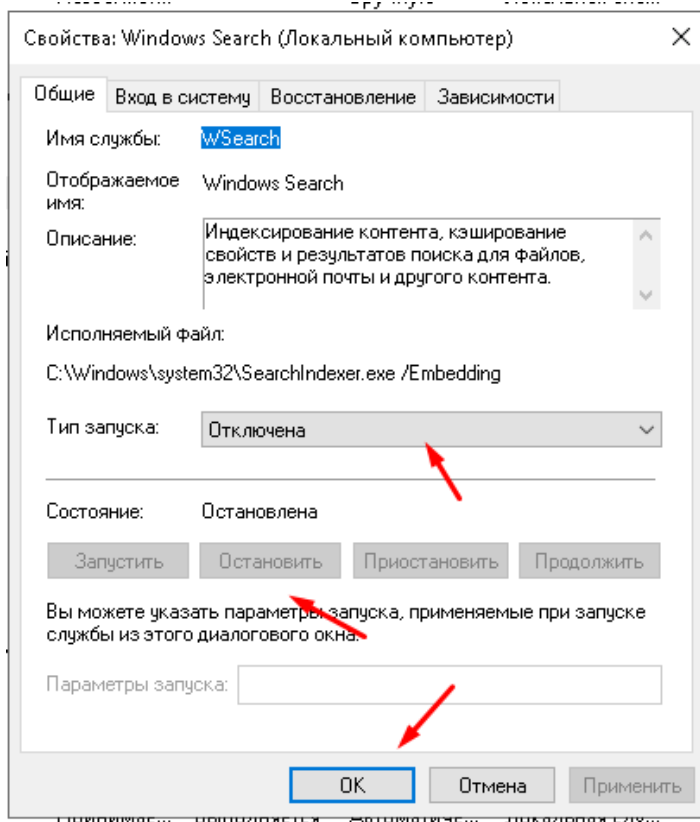 Свойства: Windows Search (Локальный компьютер)
Общие Вход в систему Восстановление Зависимости
Имя службы: WSearch
Отображаемое имя: Windows Search
Описание: Индексирование контента, кэширование
свойств и результатов поиска для файлов,
электронной почты и другого контента.
Исполняемый файл:
C:\Windows\system32\SearchIndexer.exe /Embedding
Тип запуска: Отключена
Состояние: Остановлена
Запустить Остановить Приостановить Продолжить
Вы можете указать параметры запуска, применяемые при запуске
службы из этого диалогового окна.
Параметры запуска:
OK Отмена Применить